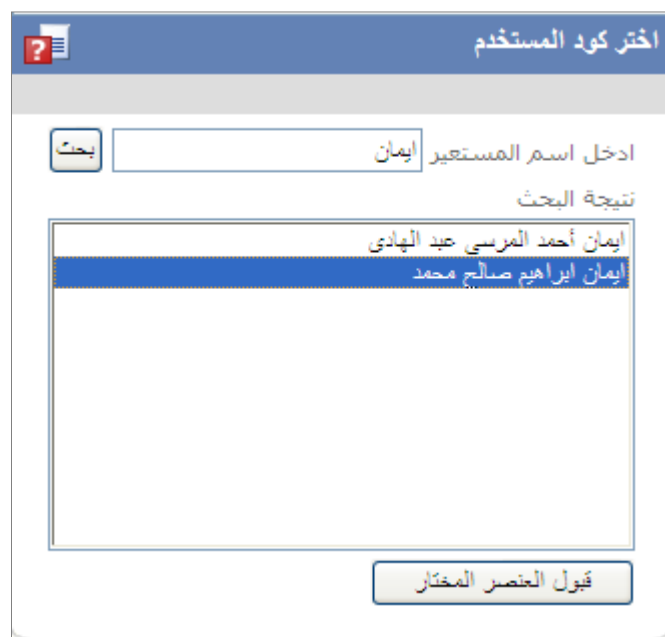 اختر كود المستخدم
ادخل اسم المستعير ايمان بحث
نتيجة البحث
ايمان أحمد المرسي عبد الهادى
ايمان ابراهيم صالح محمد
قبول العنصر المختار